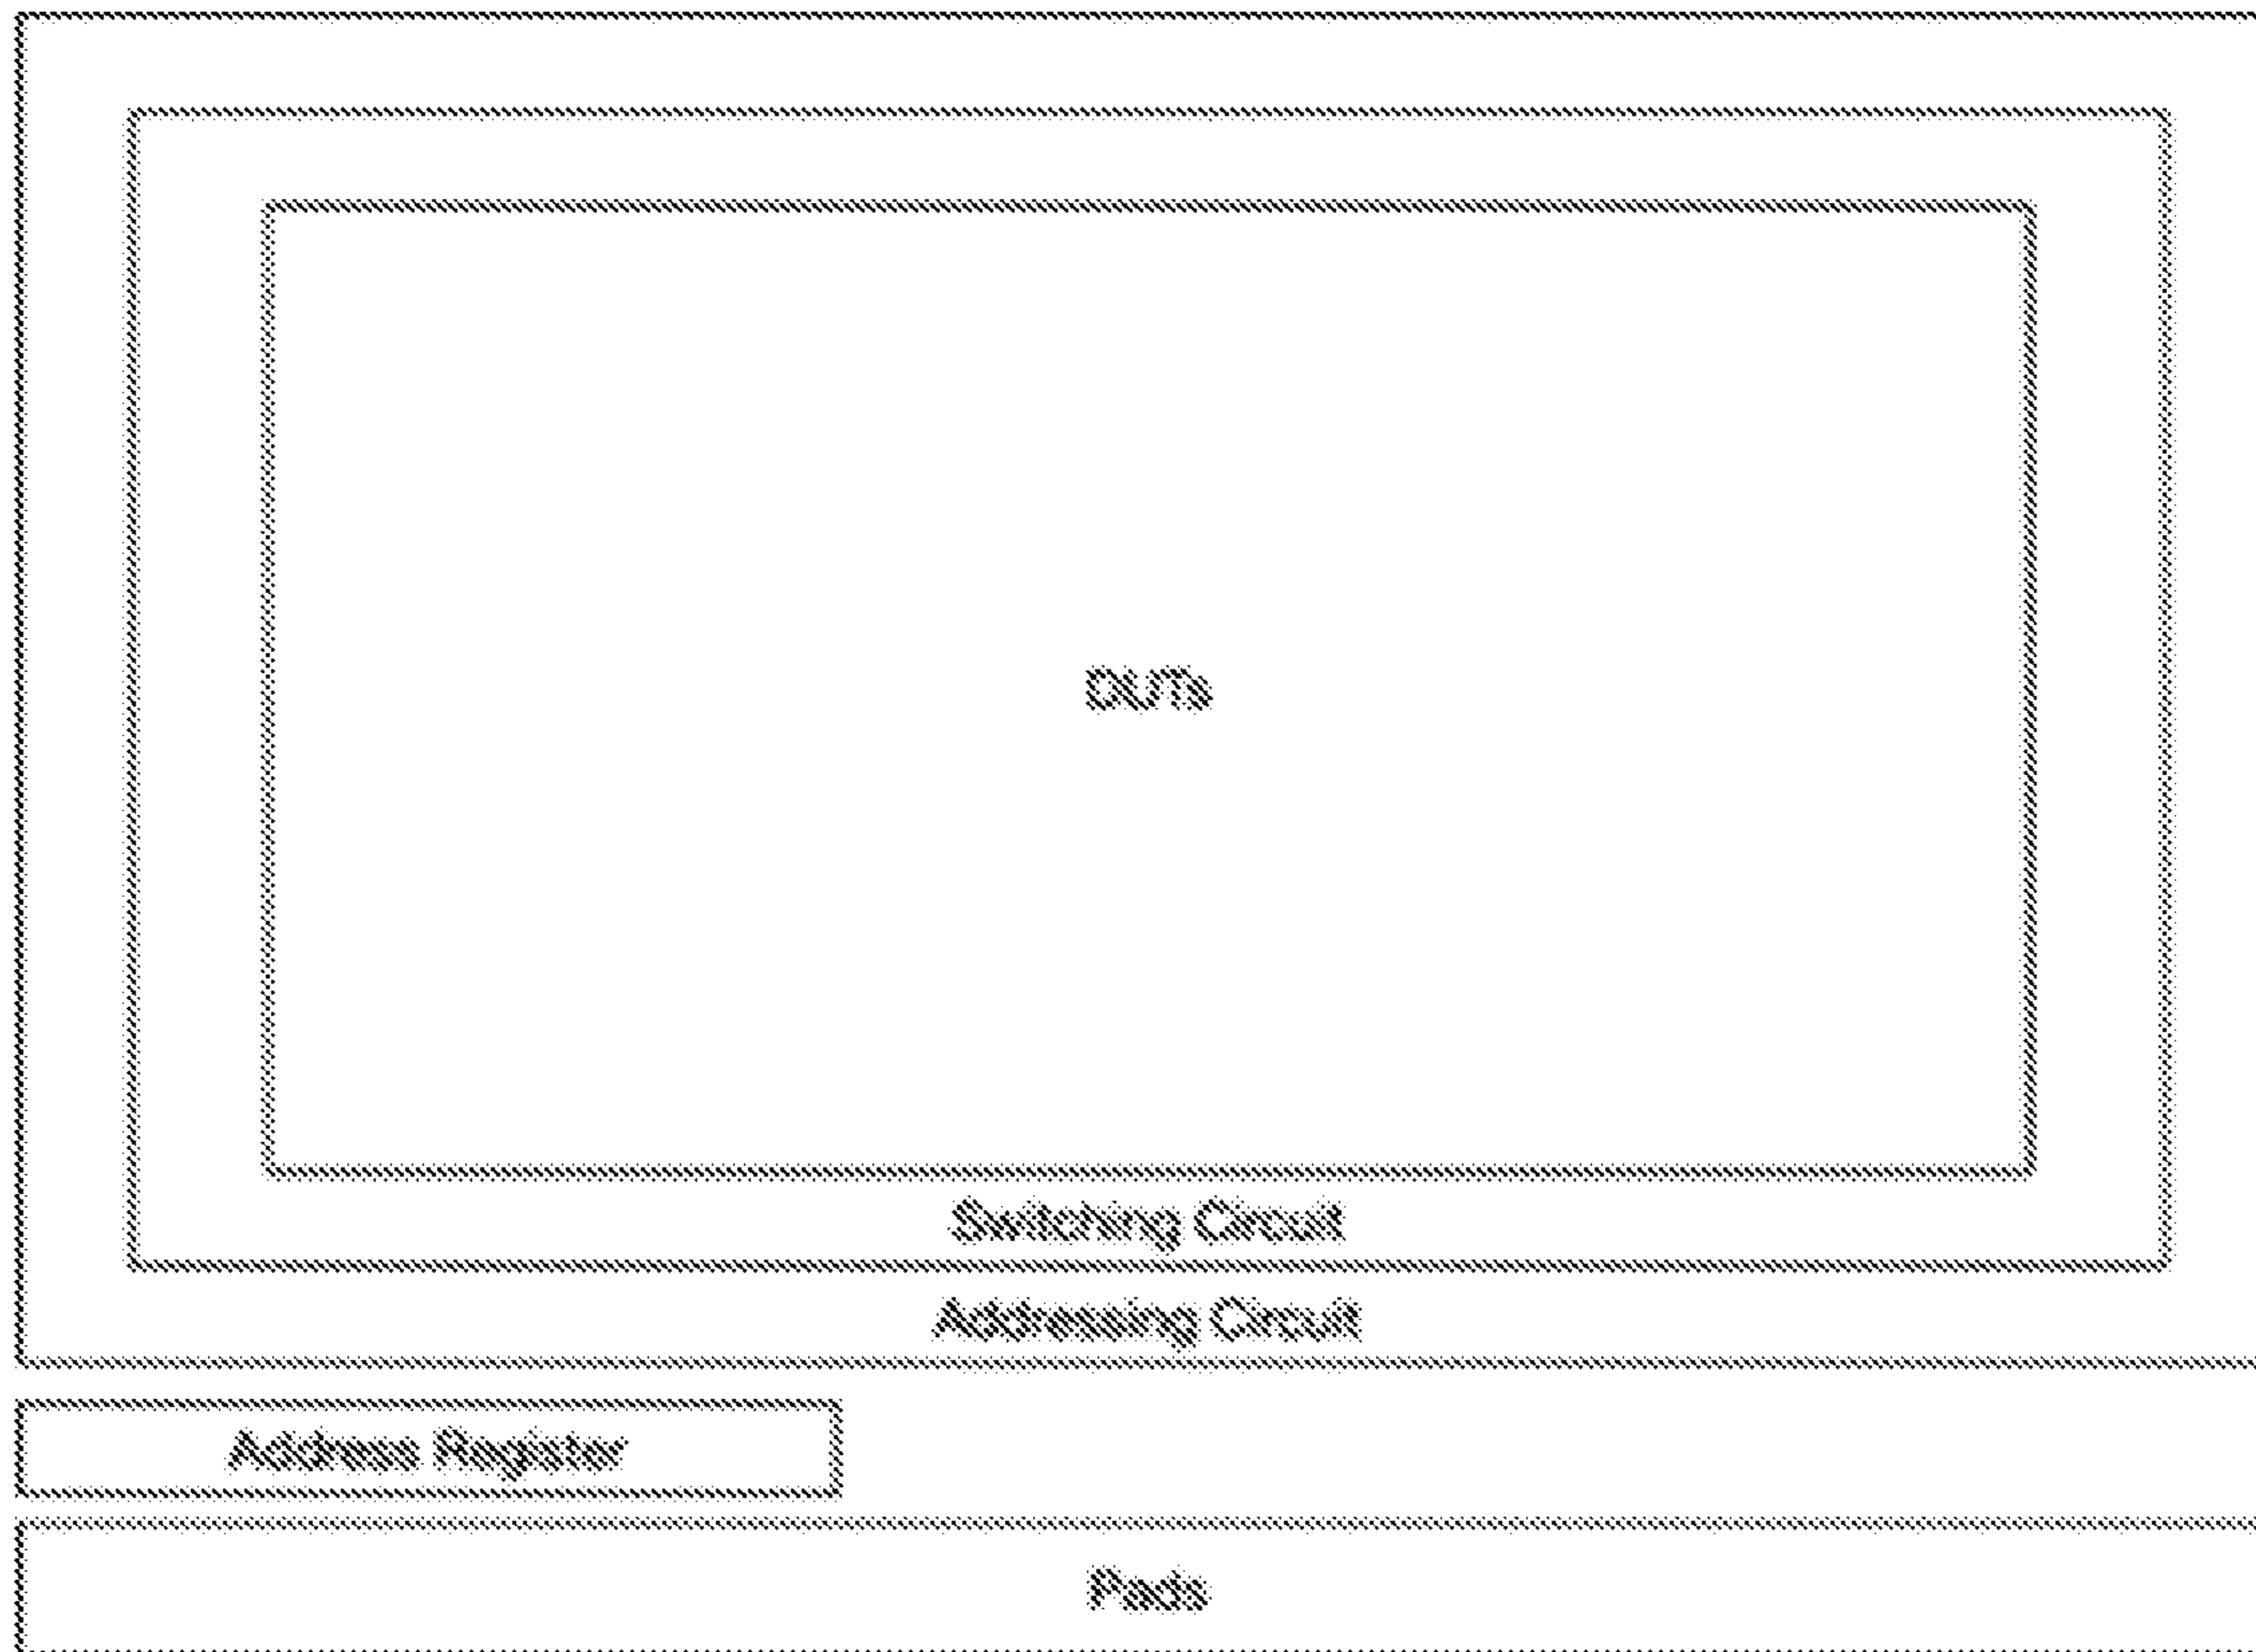 DUTs
Switching Circuit
Addressing Circuit
Address Register
Pads